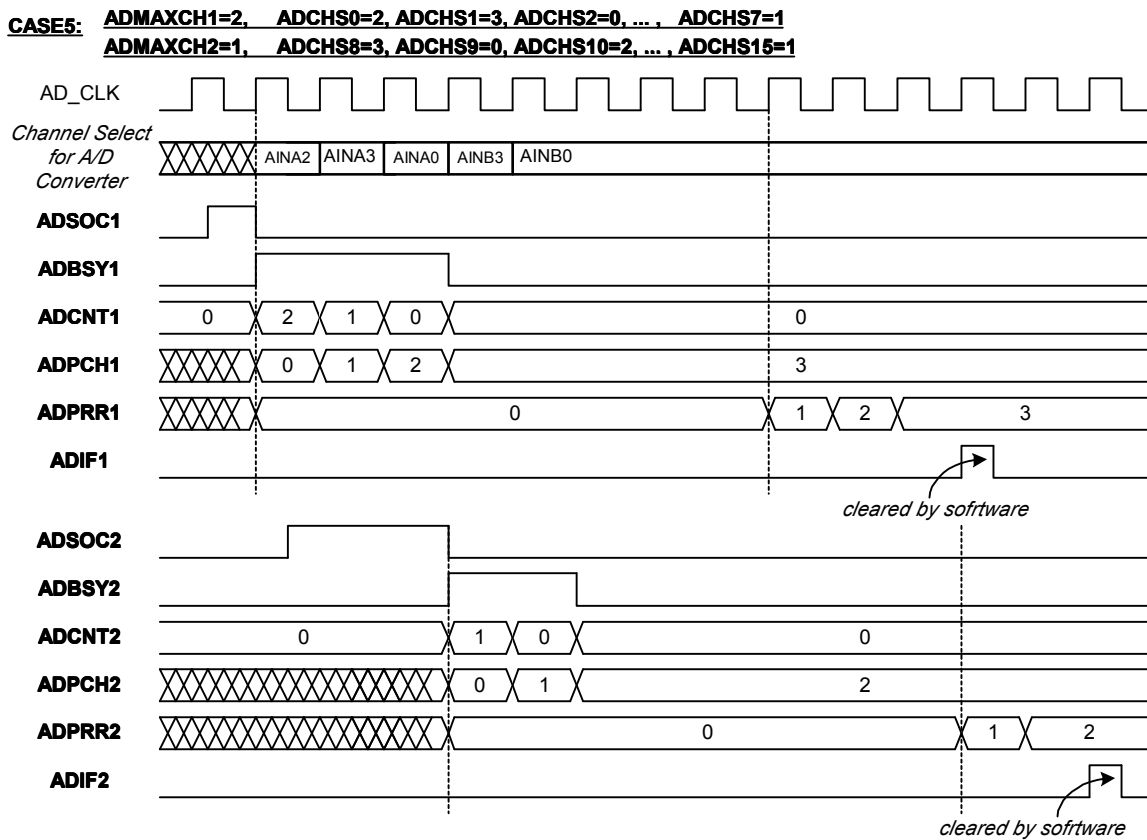 CASE5: ADMAXCH1=2, ADCHS0=2, ADCHS1=3, ADCHS2=0, ... , ADCHS7=1
ADMAXCH2=1, ADCHS8=3, ADCHS9=0, ADCHS10=2, ... , ADCHS15=1
AD_CLK
Channel Select
for A/D
Converter
AINA2 AINA3 AINA0 AINB3 AINB0
ADSOC1
ADBSY1
ADCNT1 0 2 1 0 0
ADPCH1 0 1 2 3
ADPRR1 0 1 2 3
ADIF1
cleared by sofrtware
ADSOC2
ADBSY2
ADCNT2 0 1 0 0
ADPCH2 0 1 2
ADPRR2 0 1 2
ADIF2
cleared by sofrtware